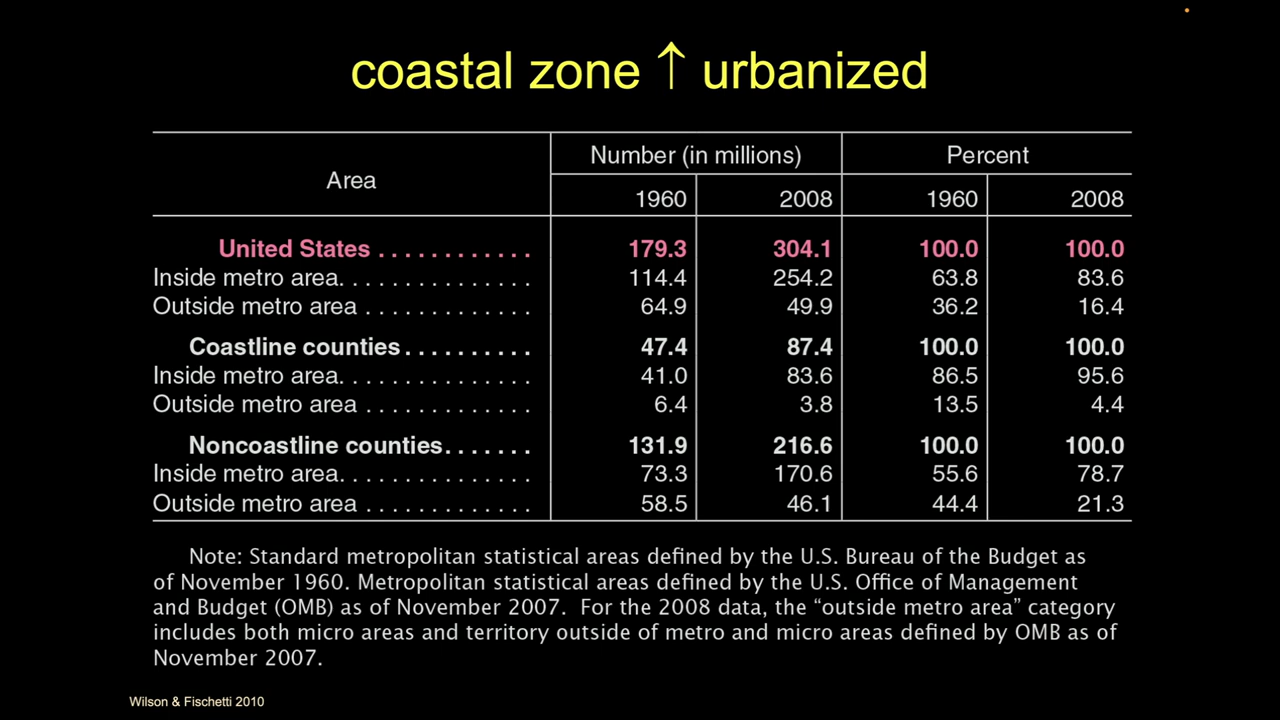 coastal zone ↑ urbanized
Area Number (in millions) Percent
1960 2008 1960 2008
United States . . . . . . . . . . . . 179.3 304.1 100.0 100.0
Inside metro area. . . . . . . . . . . . . . . 114.4 254.2 63.8 83.6
Outside metro area . . . . . . . . . . . . . 64.9 49.9 36.2 16.4
Coastline counties . . . . . . . . . . 47.4 87.4 100.0 100.0
Inside metro area. . . . . . . . . . . . . . . 41.0 83.6 86.5 95.6
Outside metro area . . . . . . . . . . . . . 6.4 3.8 13.5 4.4
Noncoastline counties. . . . . . . 131.9 216.6 100.0 100.0
Inside metro area. . . . . . . . . . . . . . . 73.3 170.6 55.6 78.7
Outside metro area . . . . . . . . . . . . . 58.5 46.1 44.4 21.3
Note: Standard metropolitan statistical areas defined by the U.S. Bureau of the Budget as
of November 1960. Metropolitan statistical areas defined by the U.S. Office of Management
and Budget (OMB) as of November 2007. For the 2008 data, the “outside metro area” category
includes both micro areas and territory outside of metro and micro areas defined by OMB as of
November 2007.
Wilson & Fischetti 2010